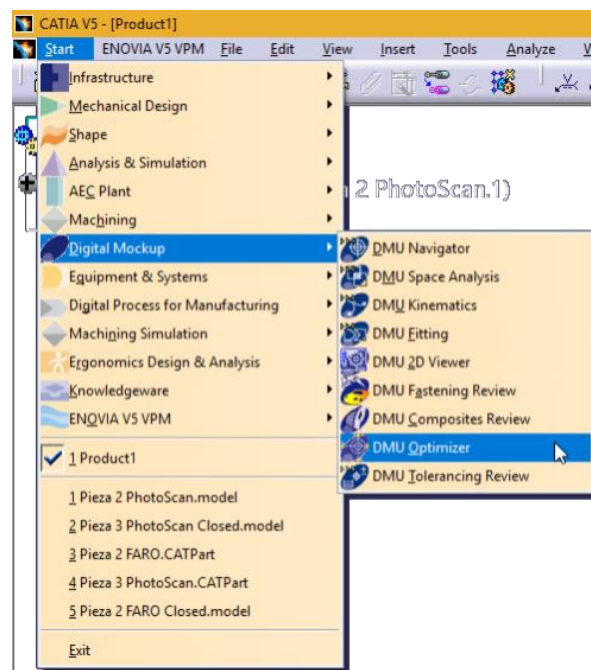 CATIA V5 - [Product1]
Start ENOVIA V5 VPM File Edit View Insert Tools Analyze
Infrastructure
Mechanical Design
Shape
Analysis & Simulation
AEC Plant
2 PhotoScan.1)
Machining
Digital Mockup
DMU Navigator
Equipment & Systems
DMU Space Analysis
Digital Process for Manufacturing
DMU Kinematics
Machining Simulation
DMU Fitting
Ergonomics Design & Analysis
DMU 2D Viewer
Knowledgeware
DMU Fastening Review
ENOVIA V5 VPM
DMU Composites Review
1 Product1
DMU Optimizer
DMU Tolerancing Review
1 Pieza 2 PhotoScan.model
2 Pieza 3 PhotoScan Closed.model
3 Pieza 2 FARO.CATPart
4 Pieza 3 PhotoScan.CATPart
5 Pieza 2 FARO Closed.model
Exit